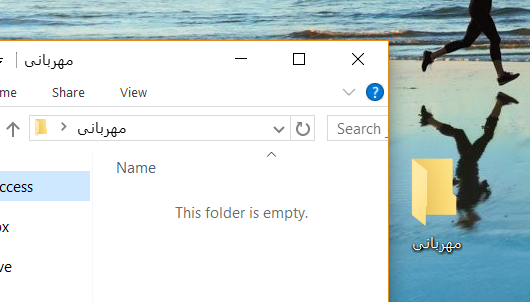 مهربانی
me Share View
مهربانی
Search
ccess
Name
This folder is empty.
ox
ve
مهربانی